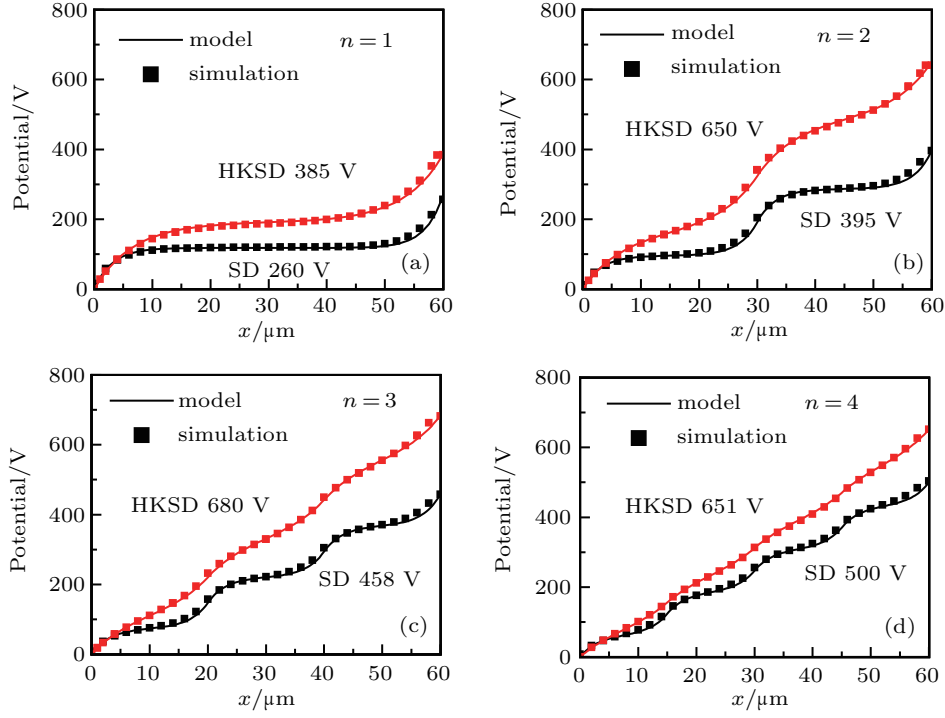 800
600
400
200
0
Potential/V
model
n = 1
simulation
HKSD 385 V
SD 260 V
(a)
0 10 20 30 40 50 60
x/μm
800
600
400
200
0
Potential/V
model
n = 2
simulation
HKSD 650 V
SD 395 V
(b)
0 10 20 30 40 50 60
x/μm
800
600
400
200
0
Potential/V
model
n = 3
simulation
HKSD 680 V
SD 458 V
(c)
0 10 20 30 40 50 60
x/μm
800
600
400
200
0
Potential/V
model
n = 4
simulation
HKSD 651 V
SD 500 V
(d)
0 10 20 30 40 50 60
x/μm